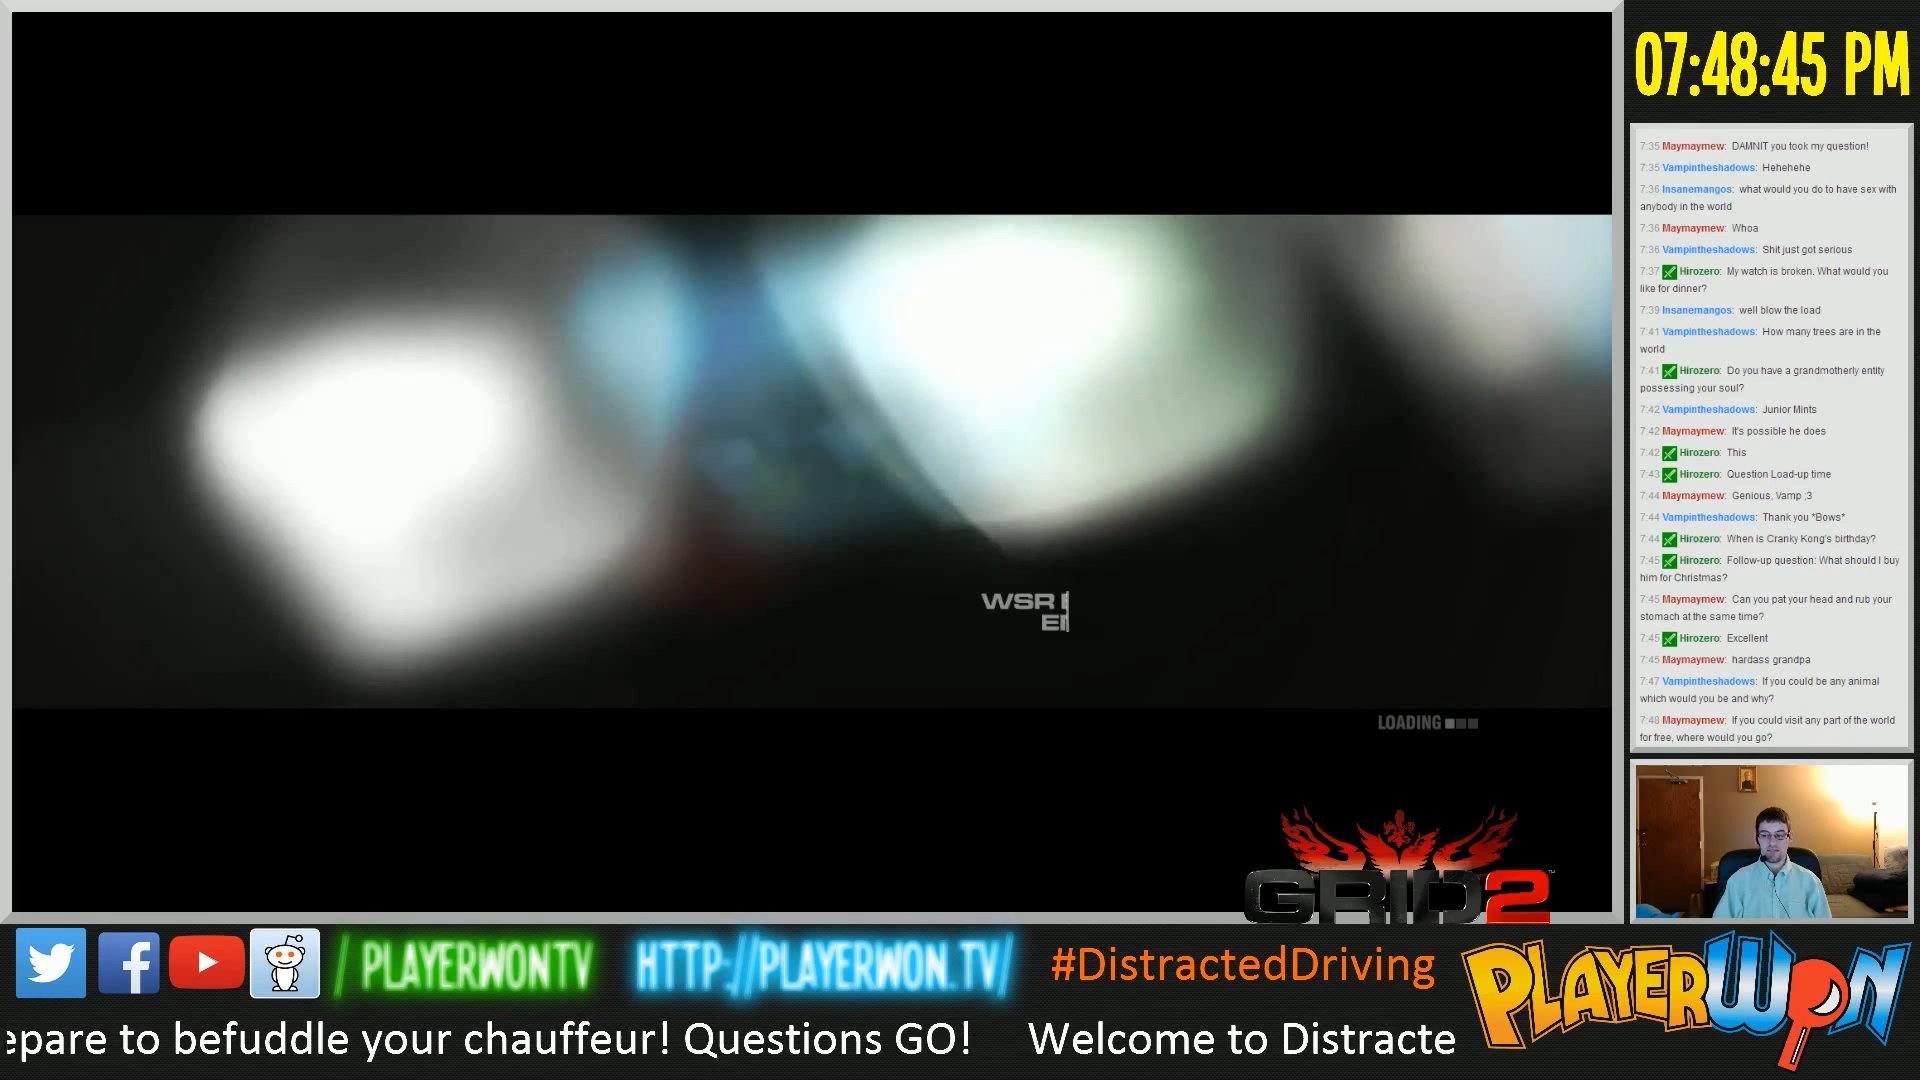 07:48:45 PM
7:35 Maymaymew: DAMNIT you took my question!
7:35 Vampintheshadows: Hehehehe
7:36 Insanemangos: what would you do to have sex with
anybody in the world
7:36 Maymaymew: Whoa
7:36 Vampintheshadows: Shit just got serious
7:37 Hirozero: My watch is broken. What would you
like for dinner?
7:39 Insanemangos: well blow the load
7:41 Vampintheshadows: How many trees are in the
world
7:41 Hirozero: Do you have a grandmotherly entity
possessing your soul?
7:42 Vampintheshadows: Junior Mints
7:42 Maymaymew: It's possible he does
7:42 Hirozero: This
7:43 Hirozero: Question Load-up time
7:44 Maymaymew: Genious, Vamp ;3
7:44 Vampintheshadows: Thank you *Bows*
7:44 Hirozero: When is Cranky Kong's birthday?
7:45 Hirozero: Follow-up question: What should I buy
him for Christmas?
7:45 Maymaymew: Can you pat your head and rub your
stomach at the same time?
7:45 Hirozero: Excellent
7:45 Maymaymew: hardass grandpa
7:47 Vampintheshadows: If you could be any animal
which would you be and why?
7:48 Maymaymew: If you could visit any part of the world
for free, where would you go?
WSR
LOADING
GRID 2
/PLAYERWONTV
HTTP://PLAYERWON.TV/
#DistractedDriving
PLAYERWON
epare to befuddle your chauffeur! Questions GO! Welcome to Distracte